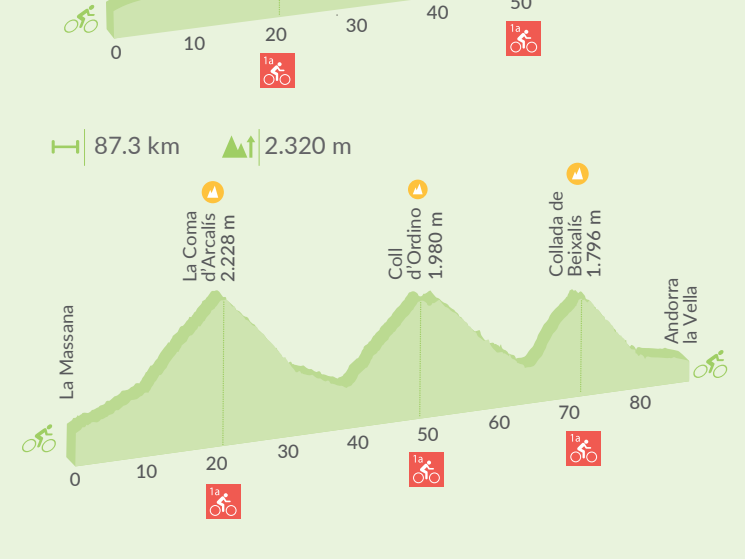 0
10
20
30
40
50
1a
1a
87.3 km
2.320 m
La Massana
La Coma
d'Arcalís
2.228 m
Coll
d'Ordino
1.980 m
Collada de
Beixalís
1.796 m
Andorra
la Vella
0
10
20
30
40
50
60
70
80
1a
1a
1a